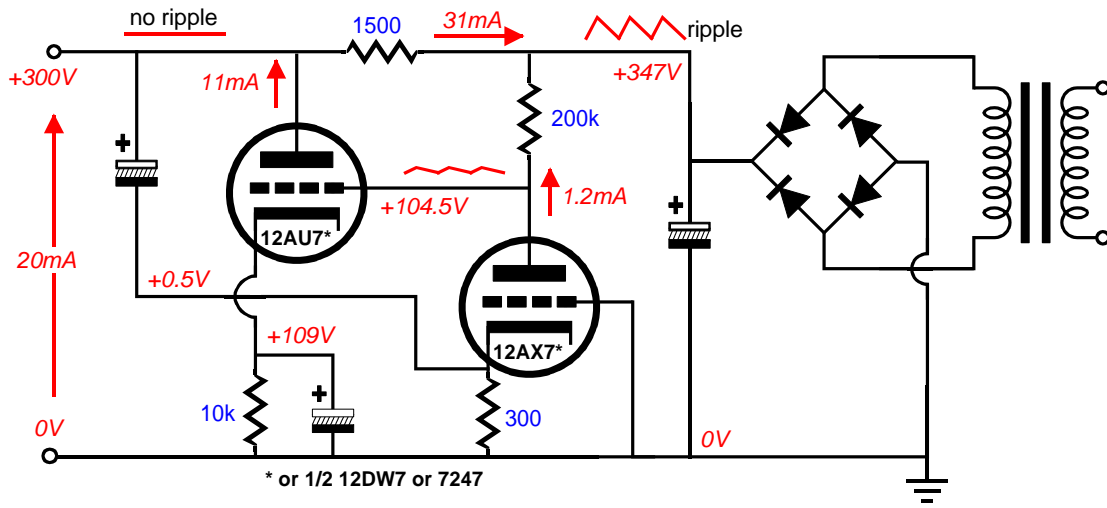 no ripple
1500
31mA
ripple
+300V
11mA
+347V
200k
+
+104.5V
1.2mA
+
12AU7*
20mA
+0.5V
+109V
12AX7*
+
10k
300
0V
0V
* or 1/2 12DW7 or 7247